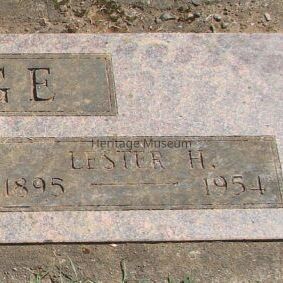 GE
Heritage Museum
LESTER H.
1895 — 1954